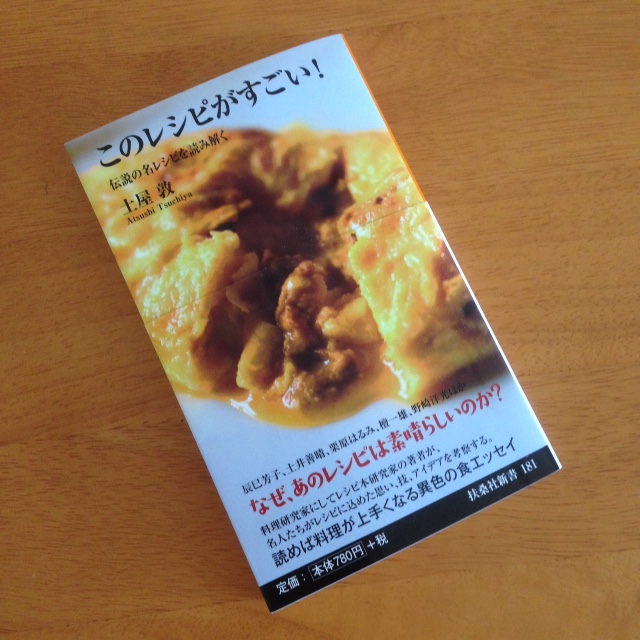 このレシピがすごい!
伝説の名レシピを読み解く
土屋 敦
Atsushi Tsuchiya
辰巳芳子、土井善晴、栗原はるみ、檀一雄、野崎洋光ほか
なぜ、あのレシピは素晴らしいのか?
料理研究家にしてレシピ本研究家の著者が、
名人たちがレシピに込めた思い、技、アイデアを考察する。
読めば料理が上手くなる異色の食エッセイ
扶桑社新書 181
定価:本体780円+税